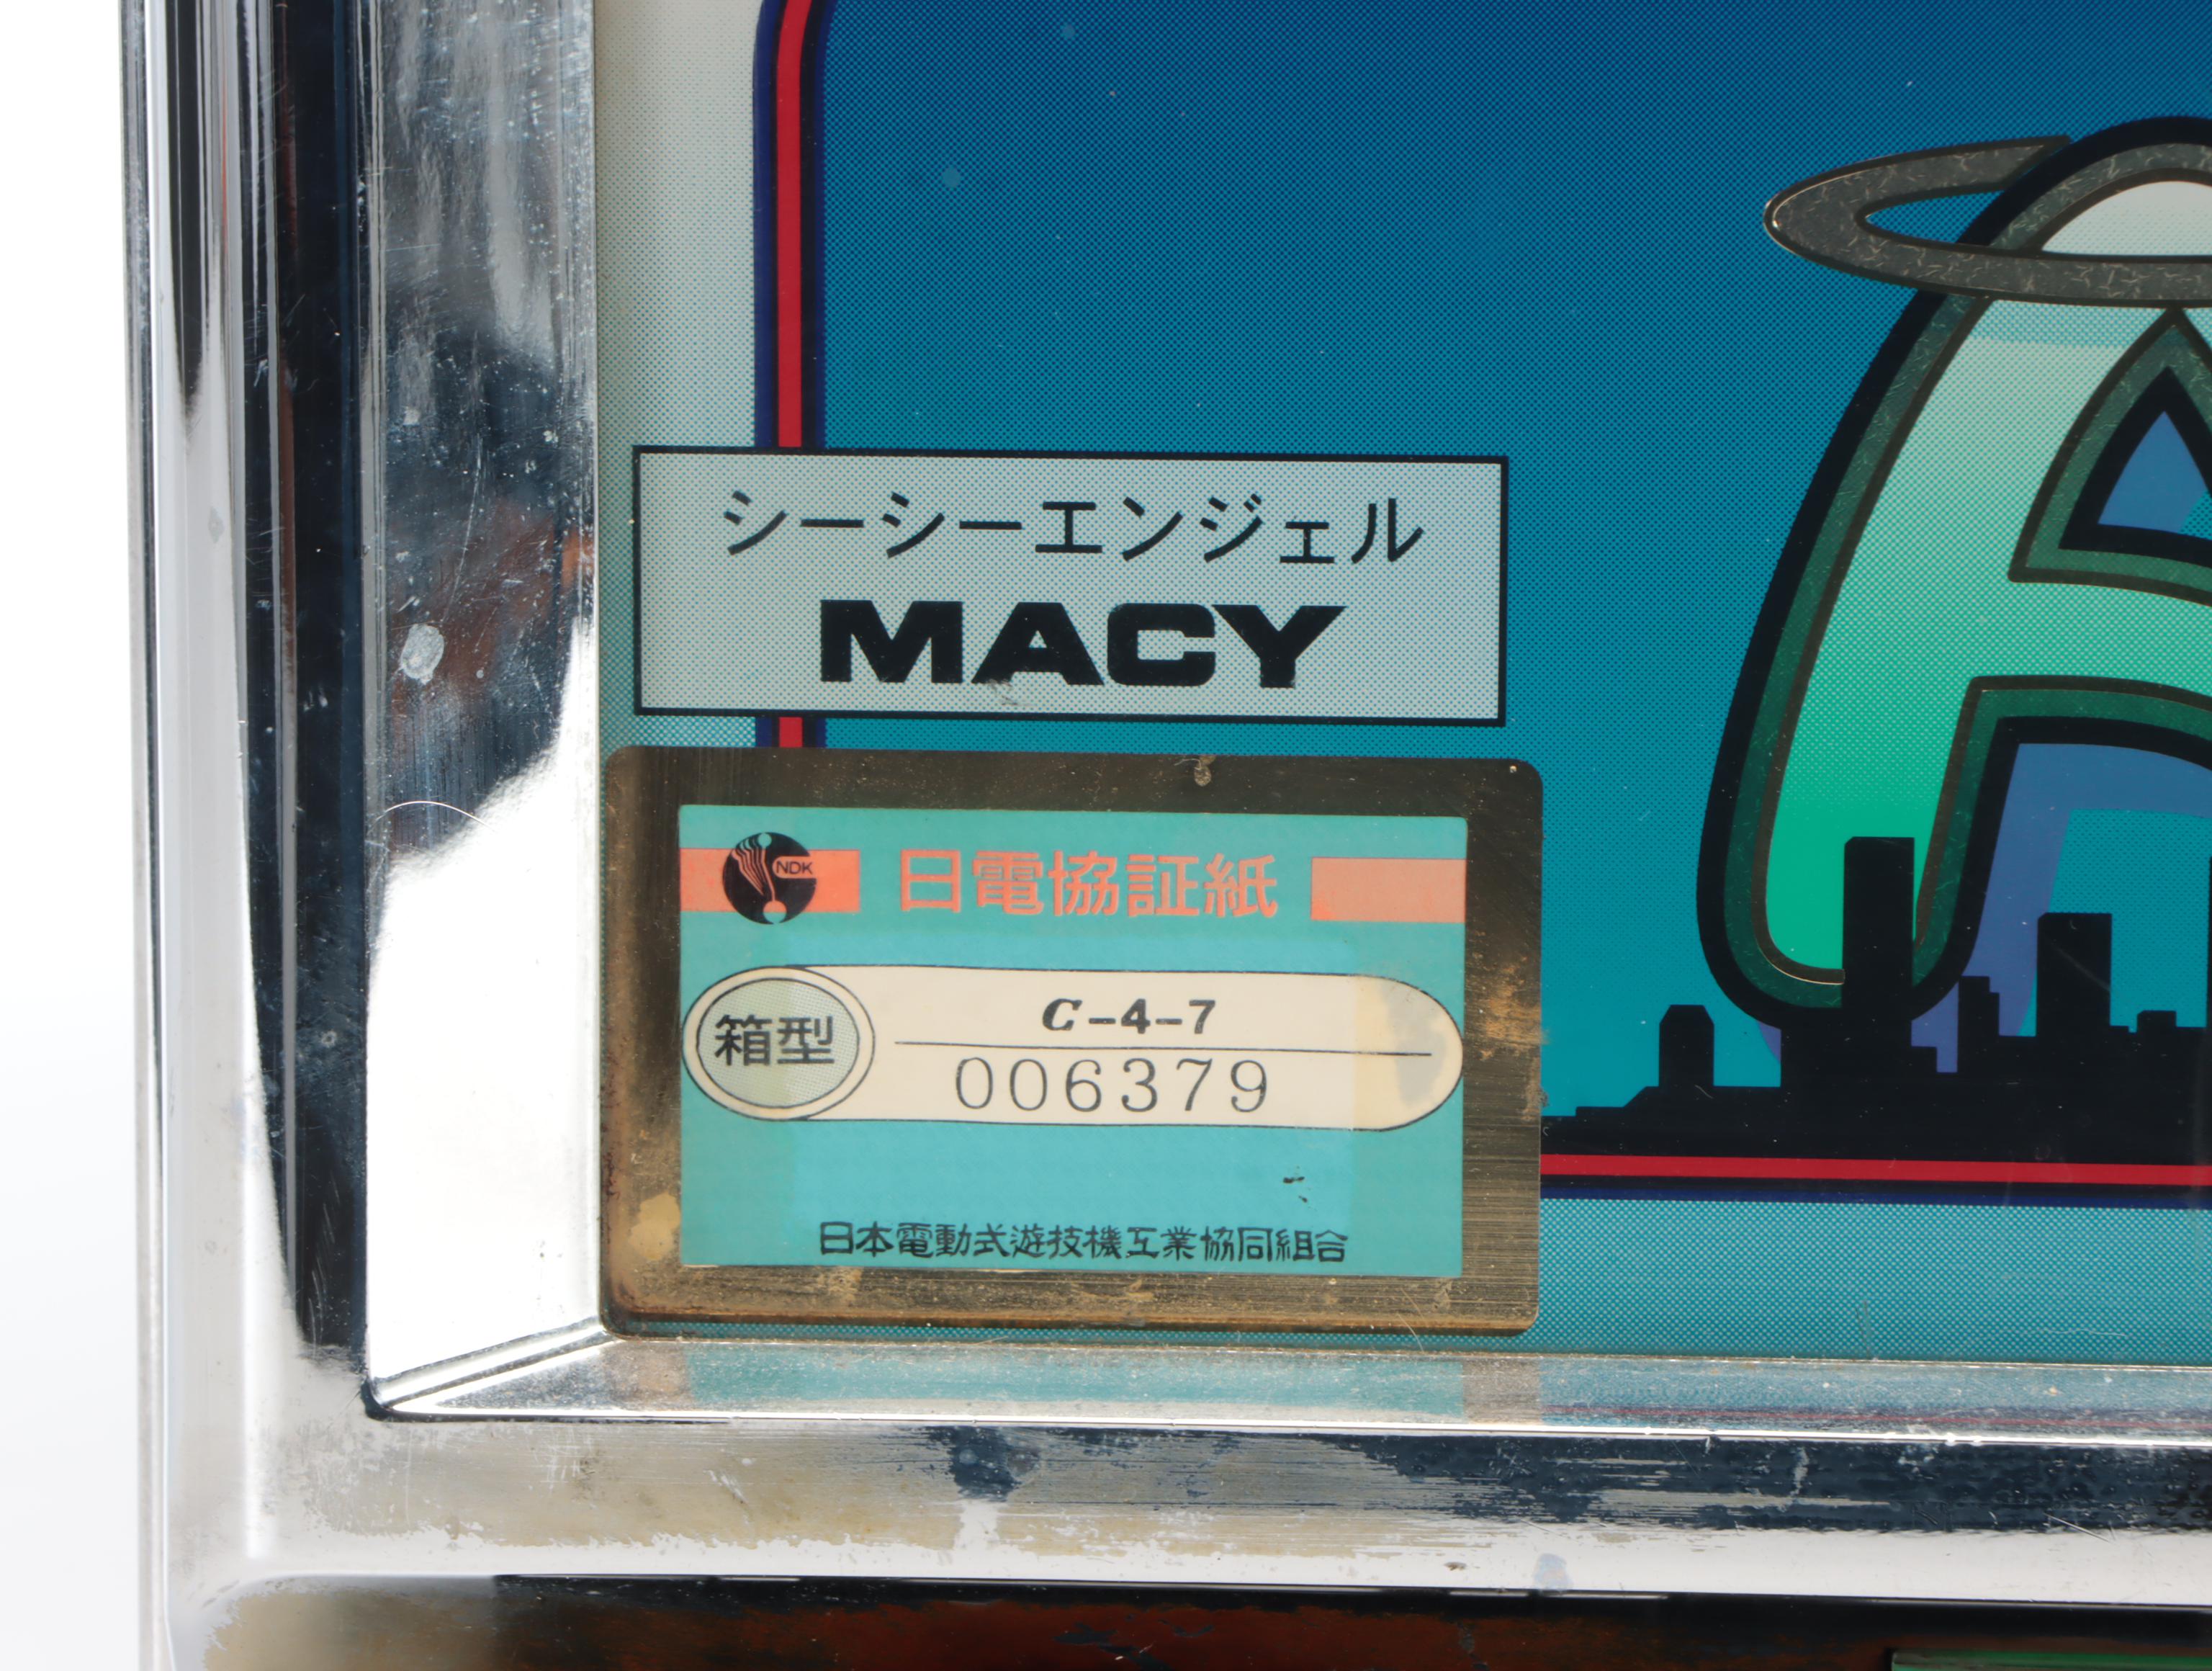 シーシーエンジェル
MACY
NDK
日電協証紙
箱型
C-4-7
006379
日本電動式遊技機工業協同組合
A